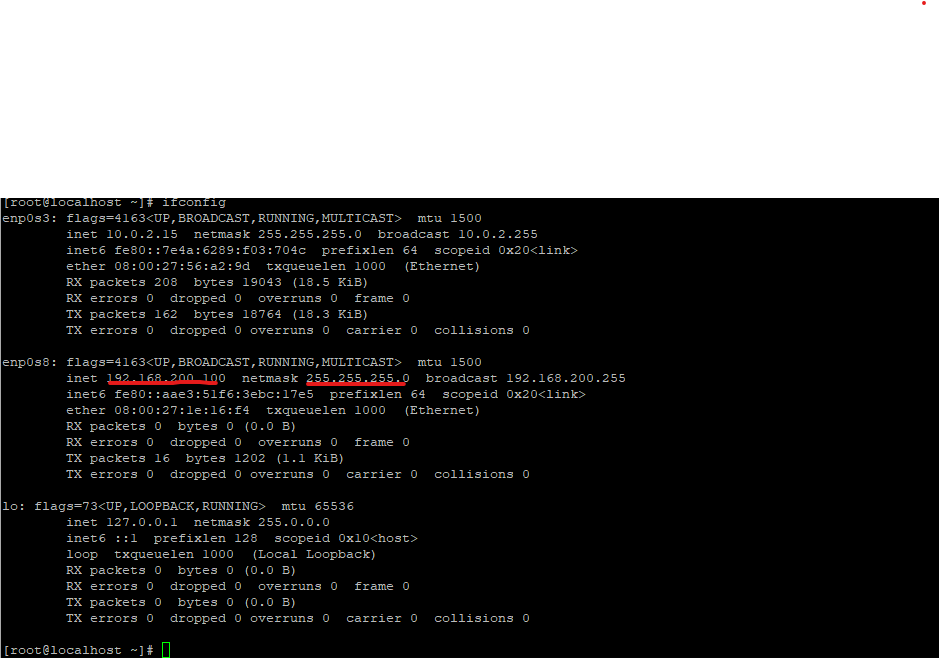 [root@localhost ~]# ifconfig
enp0s3: flags=4163<UP,BROADCAST,RUNNING,MULTICAST>  mtu 1500
        inet 10.0.2.15  netmask 255.255.255.0  broadcast 10.0.2.255
        inet6 fe80::7e4a:6289:f03:704c  prefixlen 64  scopeid 0x20<link>
        ether 08:00:27:56:a2:9d  txqueuelen 1000  (Ethernet)
        RX packets 208  bytes 19043 (18.5 KiB)
        RX errors 0  dropped 0  overruns 0  frame 0
        TX packets 162  bytes 18764 (18.3 KiB)
        TX errors 0  dropped 0 overruns 0  carrier 0  collisions 0

enp0s8: flags=4163<UP,BROADCAST,RUNNING,MULTICAST>  mtu 1500
        inet 192.168.200.100  netmask 255.255.255.0  broadcast 192.168.200.255
        inet6 fe80::aae3:51f6:3ebc:17e5  prefixlen 64  scopeid 0x20<link>
        ether 08:00:27:1e:16:f4  txqueuelen 1000  (Ethernet)
        RX packets 0  bytes 0 (0.0 B)
        RX errors 0  dropped 0  overruns 0  frame 0
        TX packets 16  bytes 1202 (1.1 KiB)
        TX errors 0  dropped 0 overruns 0  carrier 0  collisions 0

lo: flags=73<UP,LOOPBACK,RUNNING>  mtu 65536
        inet 127.0.0.1  netmask 255.0.0.0
        inet6 ::1  prefixlen 128  scopeid 0x10<host>
        loop  txqueuelen 1000  (Local Loopback)
        RX packets 0  bytes 0 (0.0 B)
        RX errors 0  dropped 0  overruns 0  frame 0
        TX packets 0  bytes 0 (0.0 B)
        TX errors 0  dropped 0 overruns 0  carrier 0  collisions 0

[root@localhost ~]#